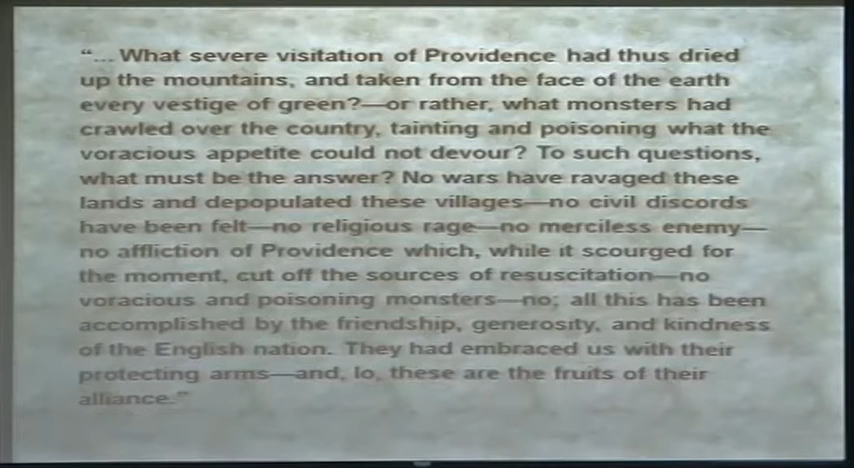 “... What severe visitation of Providence had thus dried
up the mountains, and taken from the face of the earth
every vestige of green?—or rather, what monsters had
crawled over the country, tainting and poisoning what the
voracious appetite could not devour? To such questions,
what must be the answer? No wars have ravaged these
lands and depopulated these villages—no civil discords
have been felt—no religious rage—no merciless enemy—
no affliction of Providence which, while it scourged for
the moment, cut off the sources of resuscitation—no
voracious and poisoning monsters—no; all this has been
accomplished by the friendship, generosity, and kindness
of the English nation. They had embraced us with their
protecting arms—and, lo, these are the fruits of their
alliance.”